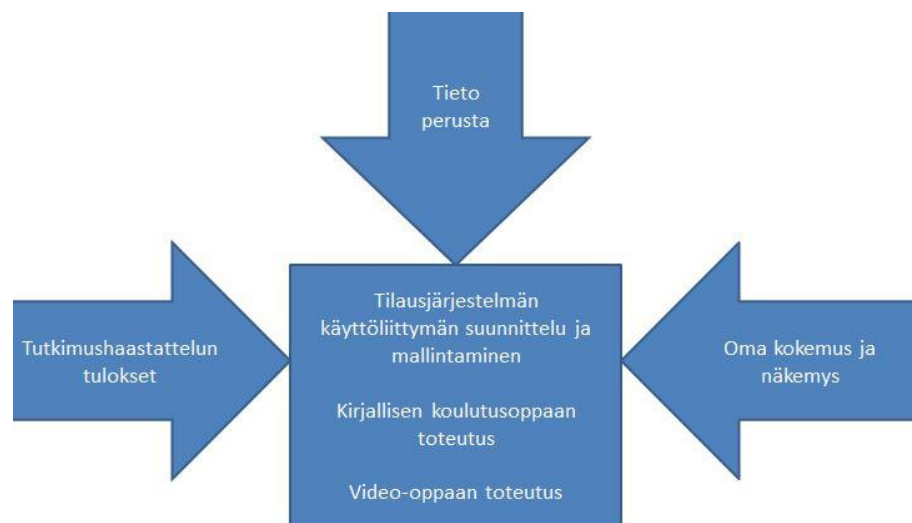 Tieto
perusta
Tutkimushaastattelun
tulokset
Tilausjärjestelmän
käyttöliittymän suunnittelu ja
mallintaminen
Kirjallisen koulutusoppaan
toteutus
Video-oppaan toteutus
Oma kokemus ja
näkemys